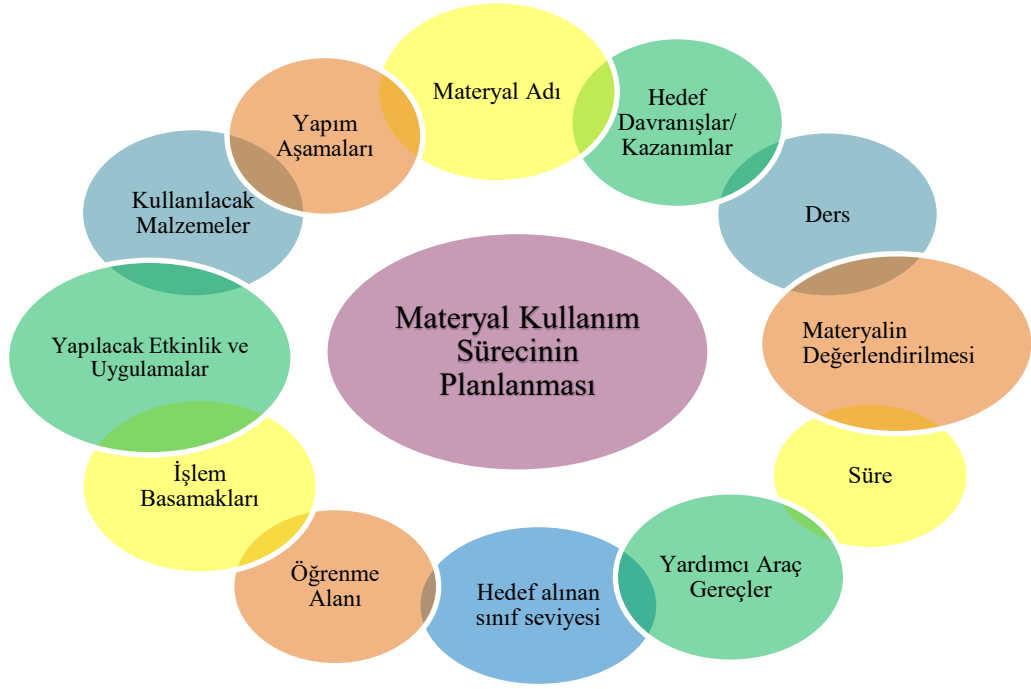 Materyal Adı
Hedef
Davranışlar/
Kazanımlar
Ders
Materyalin
Değerlendirilmesi
Süre
Yardımcı Araç
Gereçler
Hedef alınan
sınıf seviyesi
Öğrenme
Alanı
İşlem
Basamakları
Yapılacak Etkinlik ve
Uygulamalar
Kullanılacak
Malzemeler
Yapım
Aşamaları
Materyal Kullanım
Sürecinin
Planlanması